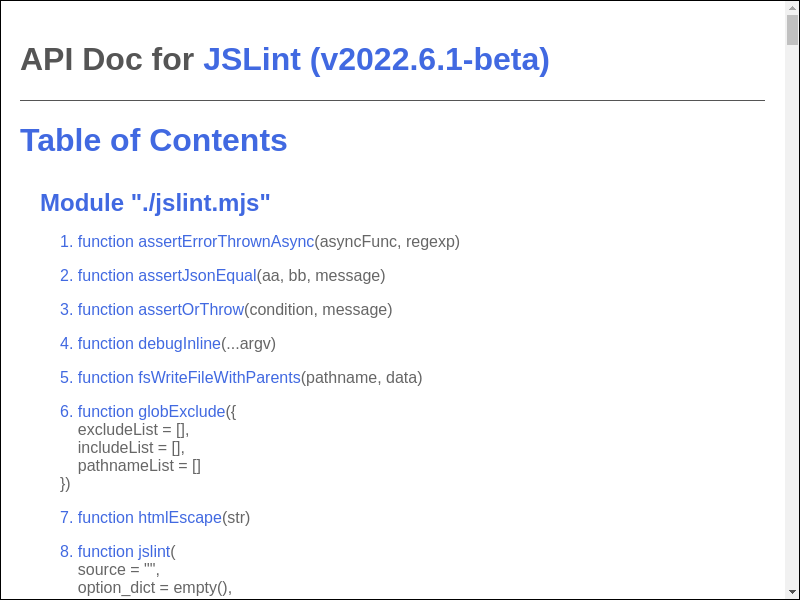 API Doc for JSLint (v2022.6.1-beta)
Table of Contents
Module "./jslint.mjs"
1. function assertErrorThrownAsync(asyncFunc, regexp)
2. function assertJsonEqual(aa, bb, message)
3. function assertOrThrow(condition, message)
4. function debugInline(...argv)
5. function fsWriteFileWithParents(pathname, data)
6. function globExclude({
excludeList = [],
includeList = [],
pathnameList = []
})
7. function htmlEscape(str)
8. function jslint(
source = "",
option_dict = empty(),